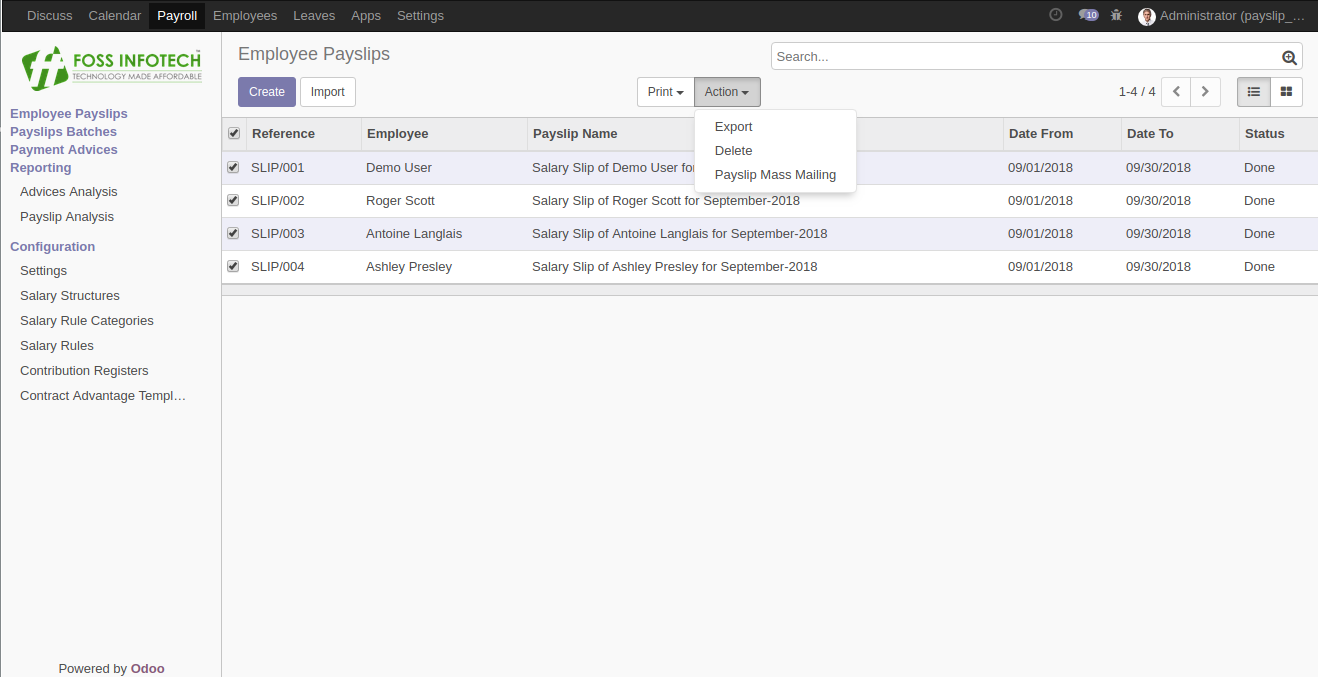 Discuss Calendar Payroll Employees Leaves Apps Settings 10 Administrator (payslip_...
FOSS INFOTECH™
TECHNOLOGY MADE AFFORDABLE
Employee Payslips
Payslips Batches
Payment Advices
Reporting
Advices Analysis
Payslip Analysis
Configuration
Settings
Salary Structures
Salary Rule Categories
Salary Rules
Contribution Registers
Contract Advantage Templ...
Powered by Odoo
Employee Payslips
Search...
Create Import Print Action 1-4 / 4
Export
Delete
Payslip Mass Mailing
Reference Employee Payslip Name Date From Date To Status
SLIP/001 Demo User Salary Slip of Demo User for 09/01/2018 09/30/2018 Done
SLIP/002 Roger Scott Salary Slip of Roger Scott for September-2018 09/01/2018 09/30/2018 Done
SLIP/003 Antoine Langlais Salary Slip of Antoine Langlais for September-2018 09/01/2018 09/30/2018 Done
SLIP/004 Ashley Presley Salary Slip of Ashley Presley for September-2018 09/01/2018 09/30/2018 Done